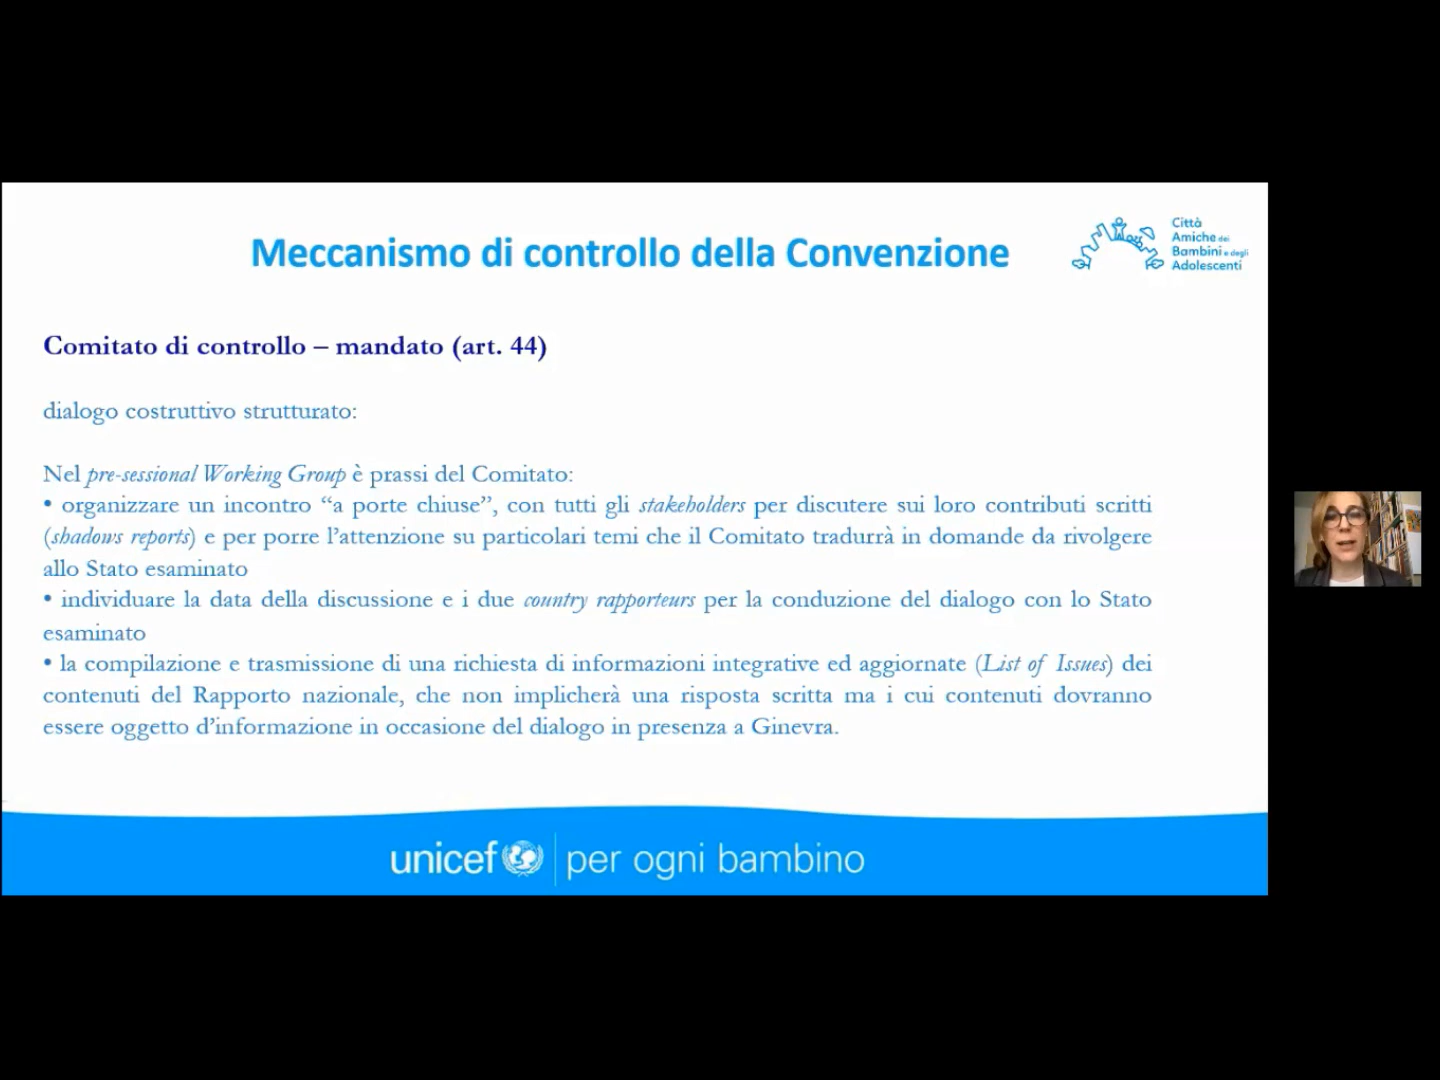 Meccanismo di controllo della Convenzione
Città
Amiche dei
Bambini e degli
Adolescenti
Comitato di controllo – mandato (art. 44)
dialogo costruttivo strutturato:
Nel pre-sessional Working Group è prassi del Comitato:
• organizzare un incontro “a porte chiuse”, con tutti gli stakeholders per discutere sui loro contributi scritti
(shadows reports) e per porre l’attenzione su particolari temi che il Comitato tradurrà in domande da rivolgere
allo Stato esaminato
• individuare la data della discussione e i due country rapporteurs per la conduzione del dialogo con lo Stato
esaminato
• la compilazione e trasmissione di una richiesta di informazioni integrative ed aggiornate (List of Issues) dei
contenuti del Rapporto nazionale, che non implicherà una risposta scritta ma i cui contenuti dovranno
essere oggetto d’informazione in occasione del dialogo in presenza a Ginevra.
unicef per ogni bambino